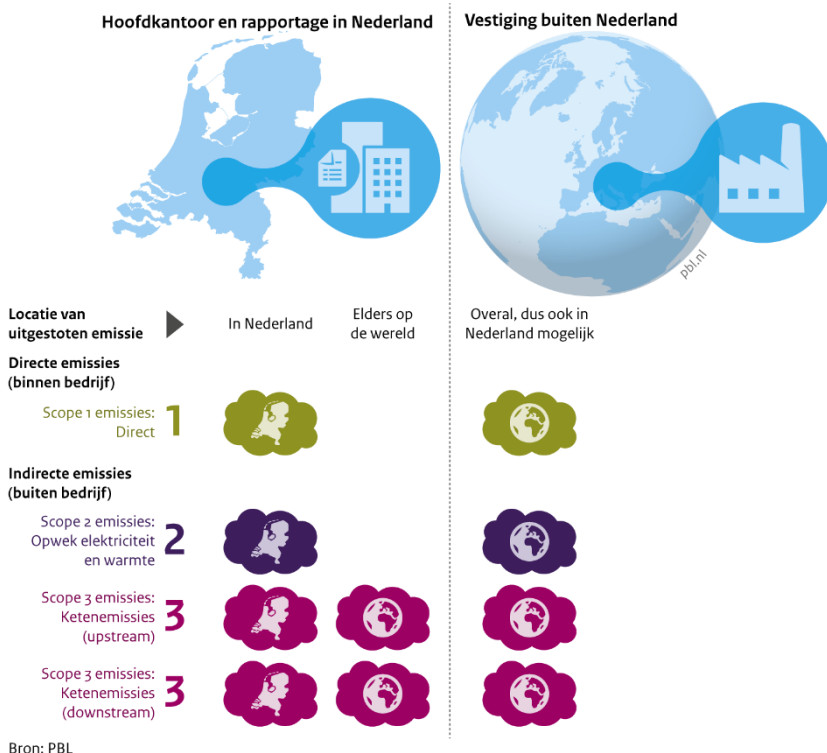 Hoofdkantoor en rapportage in Nederland
Vestiging buiten Nederland
pbl.nl
Locatie van
uitgestoten emissie
In Nederland
Elders op
de wereld
Overal, dus ook in
Nederland mogelijk
Directe emissies
(binnen bedrijf)
Scope 1 emissies:
Direct
1
Indirecte emissies
(buiten bedrijf)
Scope 2 emissies:
Opwek elektriciteit
en warmte
2
Scope 3 emissies:
Ketenemissies
(upstream)
3
Scope 3 emissies:
Ketenemissies
(downstream)
3
Bron: PBL